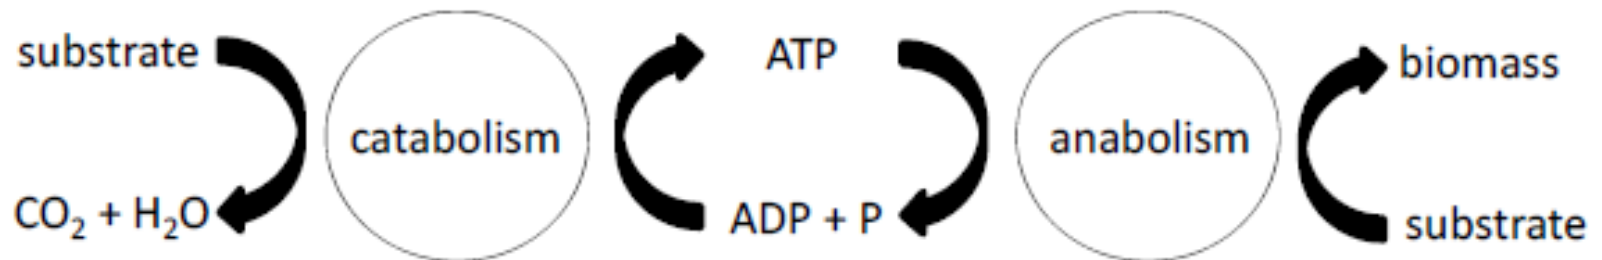 substrate
ATP
biomass
catabolism
anabolism
CO₂ + H₂O
ADP + P
substrate